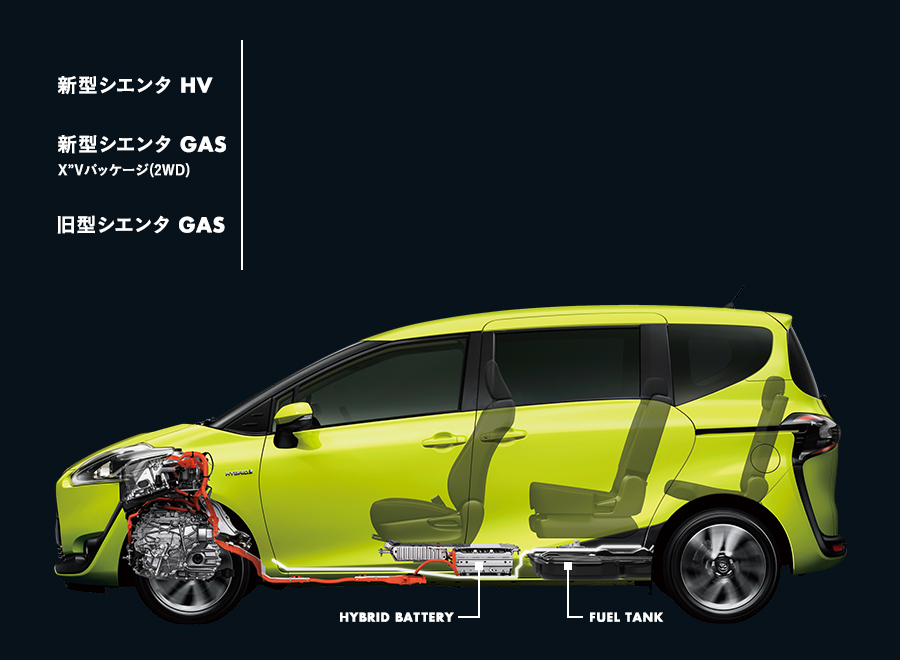 新型シエンタ HV
新型シエンタ GAS
X”Vパッケージ(2WD)
旧型シエンタ GAS
HYBRID
HYBRID BATTERY
FUEL TANK